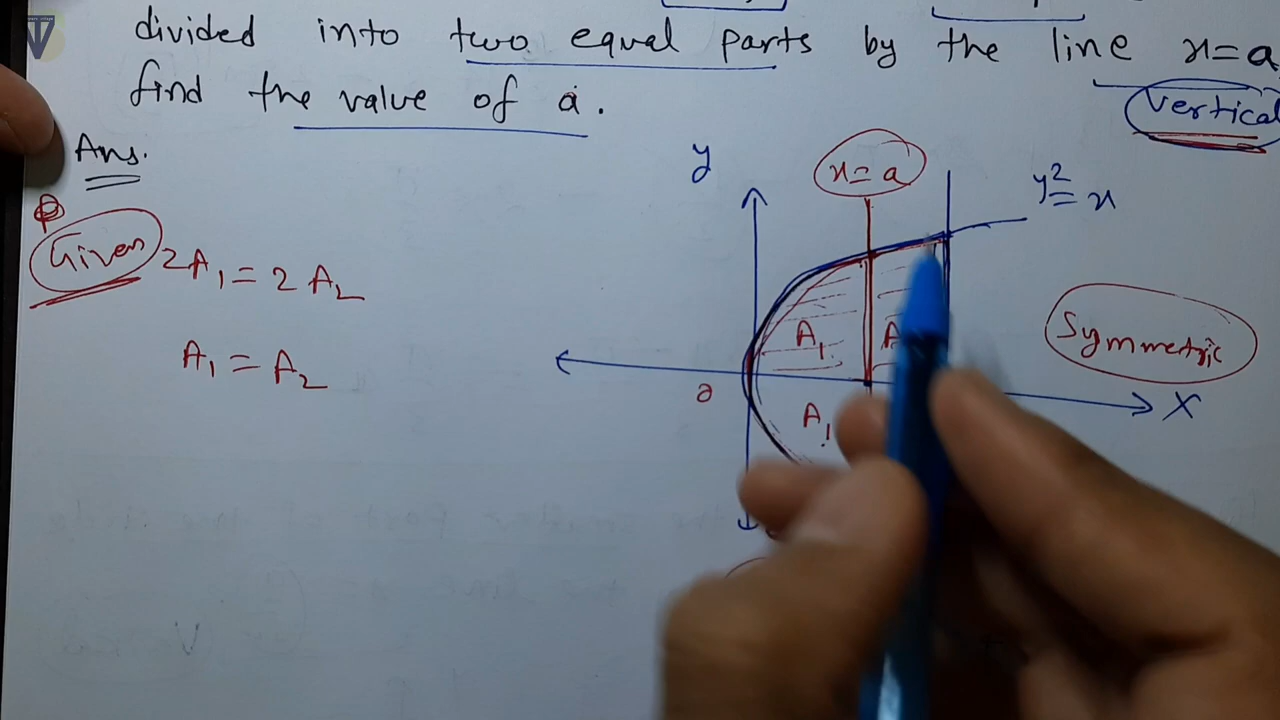 divided into two equal parts by the line x=a
find the value of a.
Vertical
Ans.
Given 2A₁ = 2A₂
A₁ = A₂
y
x = a
y² = x
A₁
A
Symmetric
X
A₁